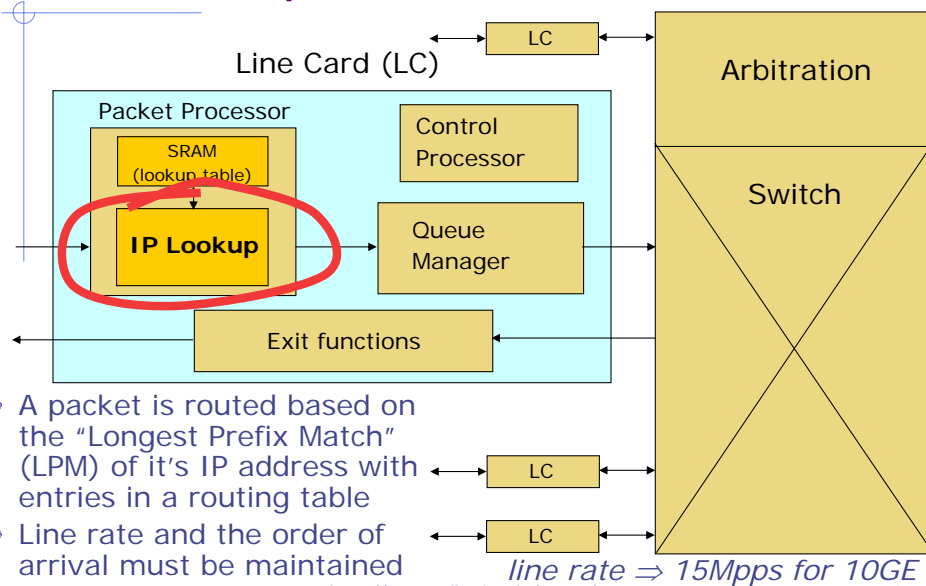 LC
Line Card (LC)
Arbitration
Packet Processor
SRAM
(lookup table)
Control
Processor
Switch
IP Lookup
Queue
Manager
Exit functions
A packet is routed based on
the “Longest Prefix Match”
(LPM) of it's IP address with
entries in a routing table
LC
Line rate and the order of
arrival must be maintained
LC
line rate ⇒ 15Mpps for 10GE